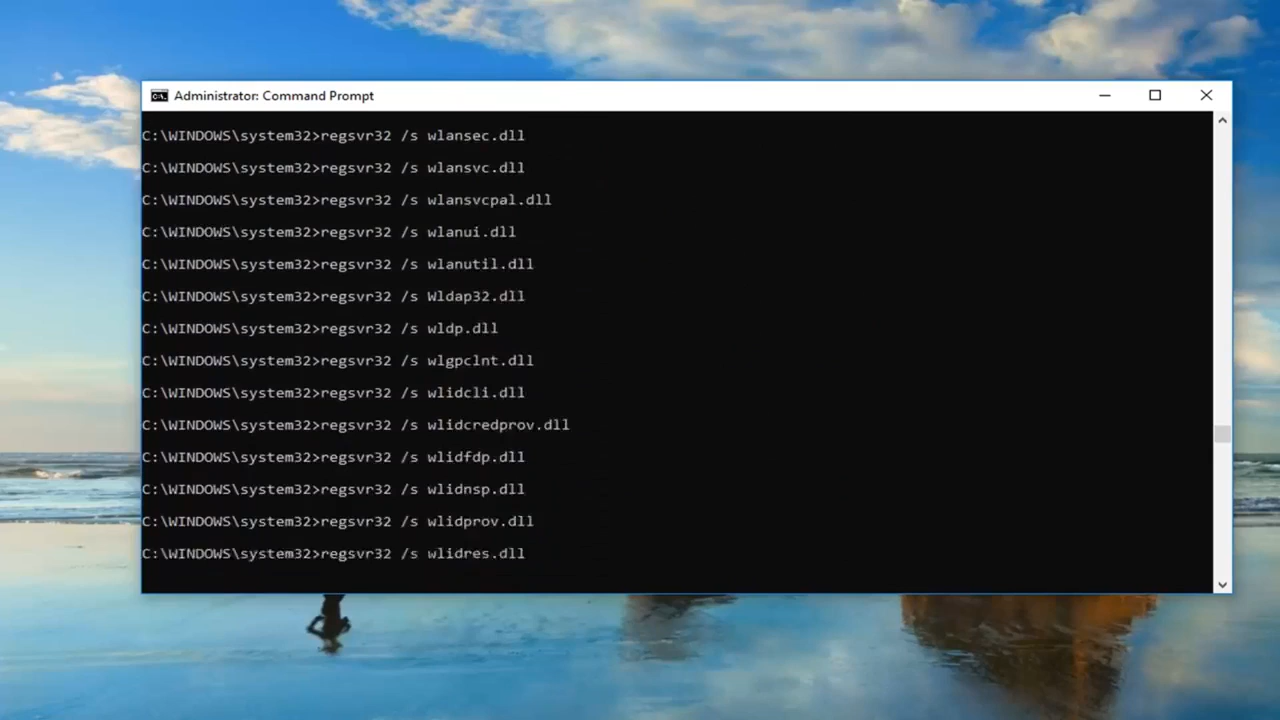 Administrator: Command Prompt
C:\WINDOWS\system32>regsvr32 /s wlansec.dll
C:\WINDOWS\system32>regsvr32 /s wlansvc.dll
C:\WINDOWS\system32>regsvr32 /s wlansvcpal.dll
C:\WINDOWS\system32>regsvr32 /s wlanui.dll
C:\WINDOWS\system32>regsvr32 /s wlanutil.dll
C:\WINDOWS\system32>regsvr32 /s Wldap32.dll
C:\WINDOWS\system32>regsvr32 /s wldp.dll
C:\WINDOWS\system32>regsvr32 /s wlgpclnt.dll
C:\WINDOWS\system32>regsvr32 /s wlidcli.dll
C:\WINDOWS\system32>regsvr32 /s wlidcredprov.dll
C:\WINDOWS\system32>regsvr32 /s wlidfdp.dll
C:\WINDOWS\system32>regsvr32 /s wlidnsp.dll
C:\WINDOWS\system32>regsvr32 /s wlidprov.dll
C:\WINDOWS\system32>regsvr32 /s wlidres.dll